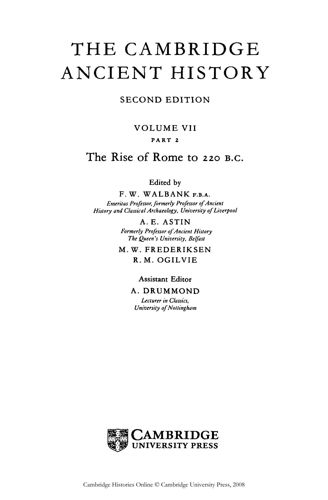 THE CAMBRIDGE
ANCIENT HISTORY
SECOND EDITION
VOLUME VII
PART 2
The Rise of Rome to 220 B.C.
Edited by
F. W. WALBANK F.B.A.
Emeritus Professor, formerly Professor of Ancient
History and Classical Archaeology, University of Liverpool
A. E. ASTIN
Formerly Professor of Ancient History
The Queen's University, Belfast
M. W. FREDERIKSEN
R. M. OGILVIE
Assistant Editor
A. DRUMMOND
Lecturer in Classics,
University of Nottingham
CAMBRIDGE
UNIVERSITY PRESS
Cambridge Histories Online © Cambridge University Press, 2008